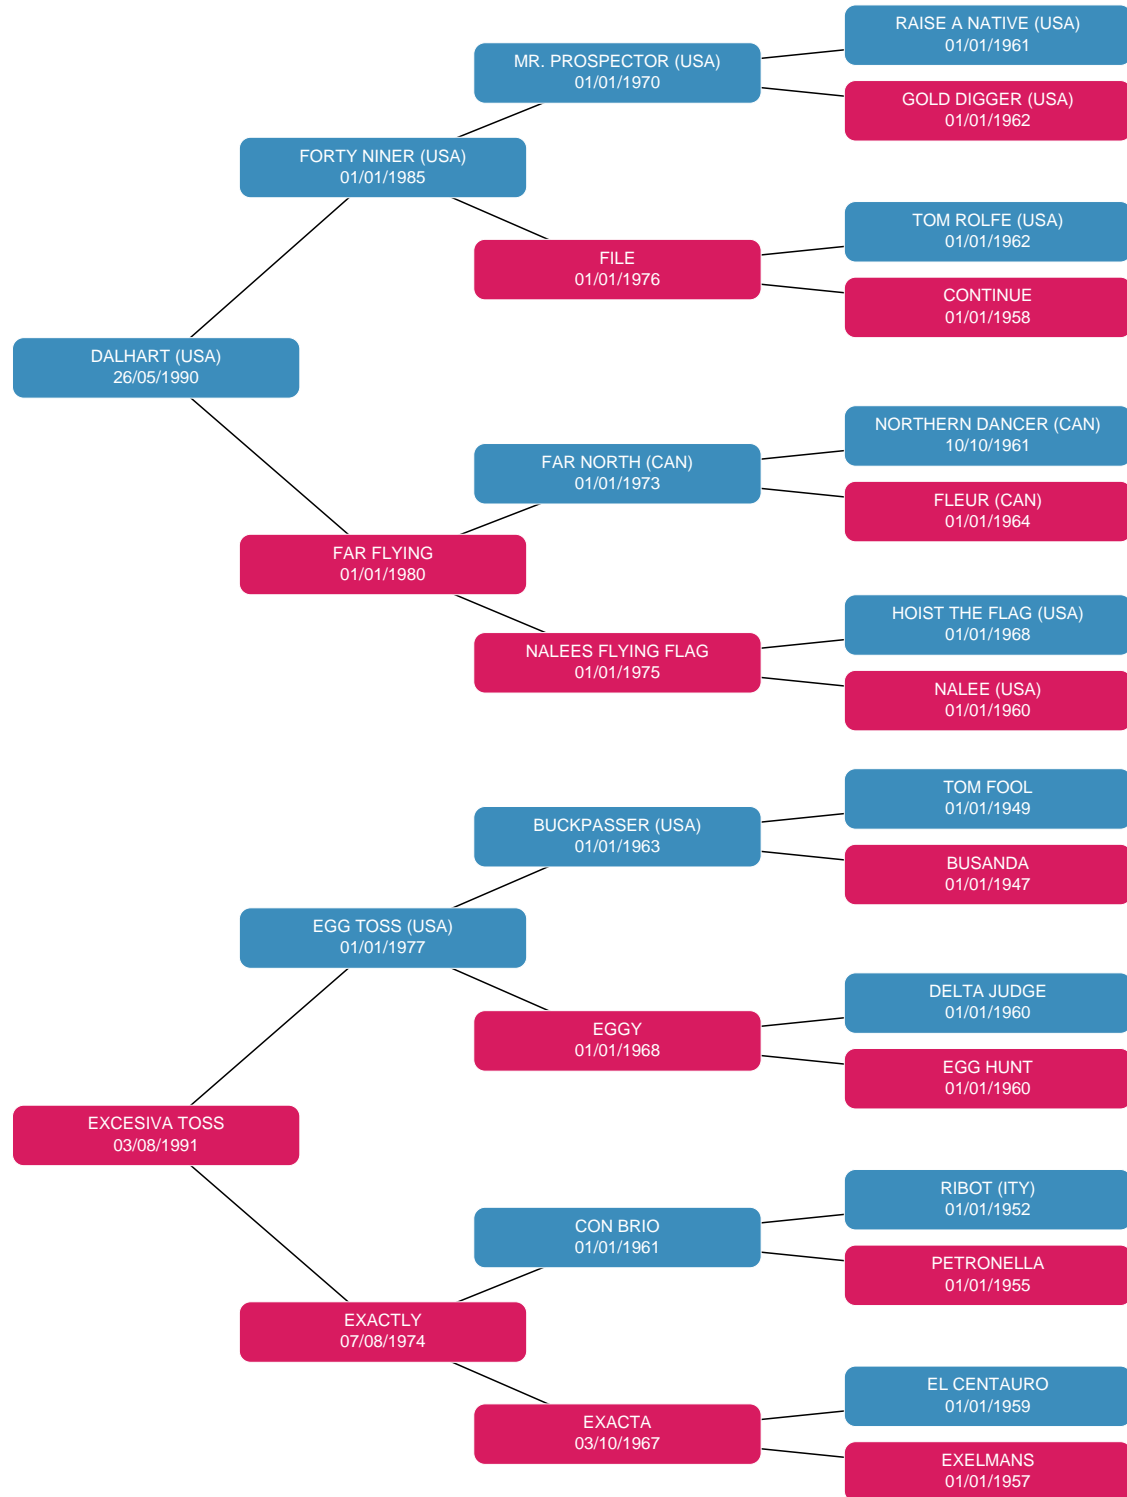 RAISE A NATIVE (USA)
01/01/1961
MR. PROSPECTOR (USA)
01/01/1970
GOLD DIGGER (USA)
01/01/1962
FORTY NINER (USA)
01/01/1985
TOM ROLFE (USA)
01/01/1962
FILE
01/01/1976
CONTINUE
01/01/1958
DALHART (USA)
26/05/1990
NORTHERN DANCER (CAN)
10/10/1961
FAR NORTH (CAN)
01/01/1973
FLEUR (CAN)
01/01/1964
FAR FLYING
01/01/1980
HOIST THE FLAG (USA)
01/01/1968
NALEES FLYING FLAG
01/01/1975
NALEE (USA)
01/01/1960
TOM FOOL
01/01/1949
BUCKPASSER (USA)
01/01/1963
BUSANDA
01/01/1947
EGG TOSS (USA)
01/01/1977
DELTA JUDGE
01/01/1960
EGGY
01/01/1968
EGG HUNT
01/01/1960
EXCESIVA TOSS
03/08/1991
RIBOT (ITY)
01/01/1952
CON BRIO
01/01/1961
PETRONELLA
01/01/1955
EXACTLY
07/08/1974
EL CENTAURO
01/01/1959
EXACTA
03/10/1967
EXELMANS
01/01/1957